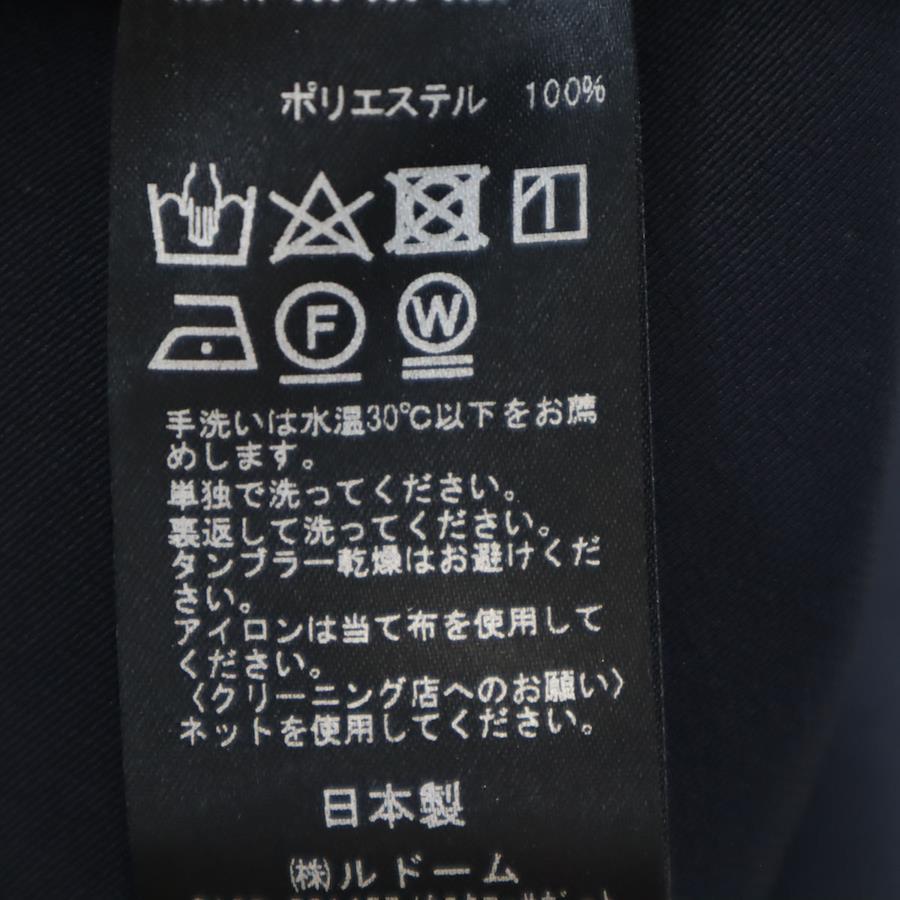 ポリエステル 100%
F W
手洗いは水温30℃以下をお薦
めします。
単独で洗ってください。
裏返して洗ってください。
タンブラー乾燥はお避けくだ
さい。
アイロンは当て布を使用して
ください。
〈クリーニング店へのお願い〉
ネットを使用してください。
日本製
㈱ルドーム